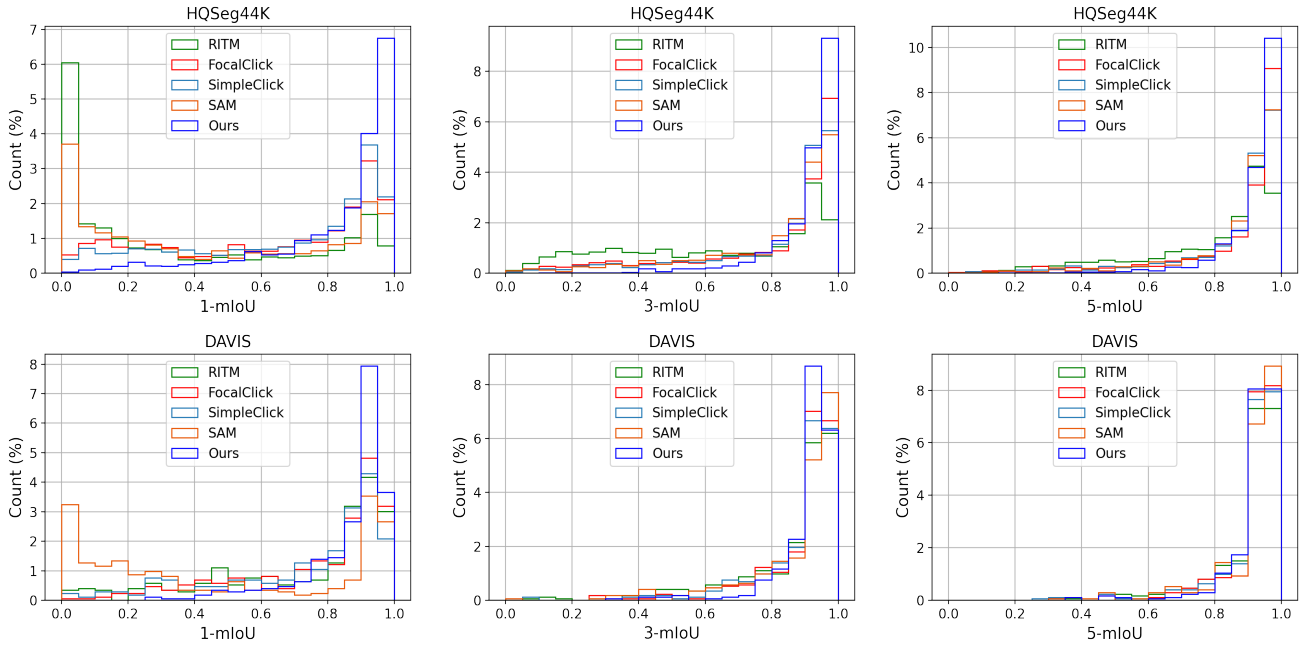 HQSeg44K
7
6
5
4
3
2
1
0
Count (%)
RITM
FocalClick
SimpleClick
SAM
Ours
0.0 0.2 0.4 0.6 0.8 1.0
1-mIoU
HQSeg44K
8
6
4
2
0
Count (%)
RITM
FocalClick
SimpleClick
SAM
Ours
0.0 0.2 0.4 0.6 0.8 1.0
3-mIoU
HQSeg44K
10
8
6
4
2
0
Count (%)
RITM
FocalClick
SimpleClick
SAM
Ours
0.0 0.2 0.4 0.6 0.8 1.0
5-mIoU
DAVIS
8
7
6
5
4
3
2
1
0
Count (%)
RITM
FocalClick
SimpleClick
SAM
Ours
0.0 0.2 0.4 0.6 0.8 1.0
1-mIoU
DAVIS
8
6
4
2
0
Count (%)
RITM
FocalClick
SimpleClick
SAM
Ours
0.0 0.2 0.4 0.6 0.8 1.0
3-mIoU
DAVIS
8
6
4
2
0
Count (%)
RITM
FocalClick
SimpleClick
SAM
Ours
0.0 0.2 0.4 0.6 0.8 1.0
5-mIoU